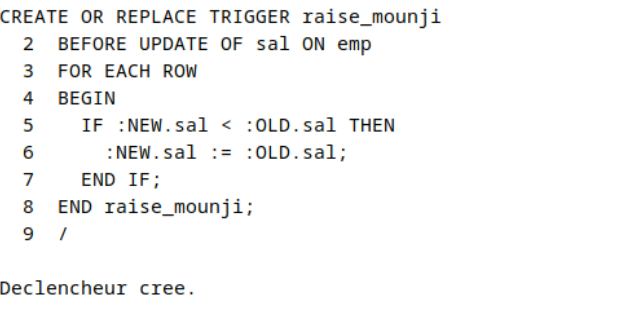 CREATE OR REPLACE TRIGGER raise_mounji
  2  BEFORE UPDATE OF sal ON emp
  3  FOR EACH ROW
  4  BEGIN
  5    IF :NEW.sal < :OLD.sal THEN
  6      :NEW.sal := :OLD.sal;
  7    END IF;
  8  END raise_mounji;
  9  /
Declencheur cree.